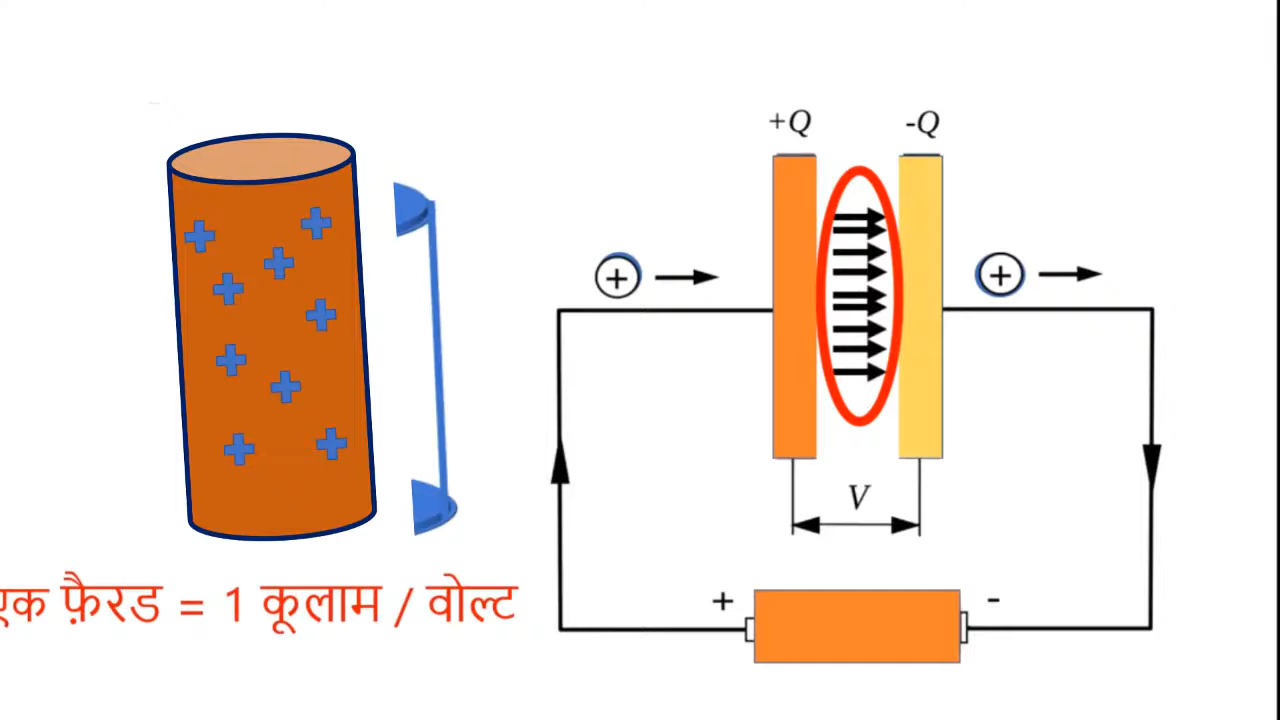 +Q -Q
+ +
V
+ -
एक फ़ैरड = 1 कूलाम / वोल्ट